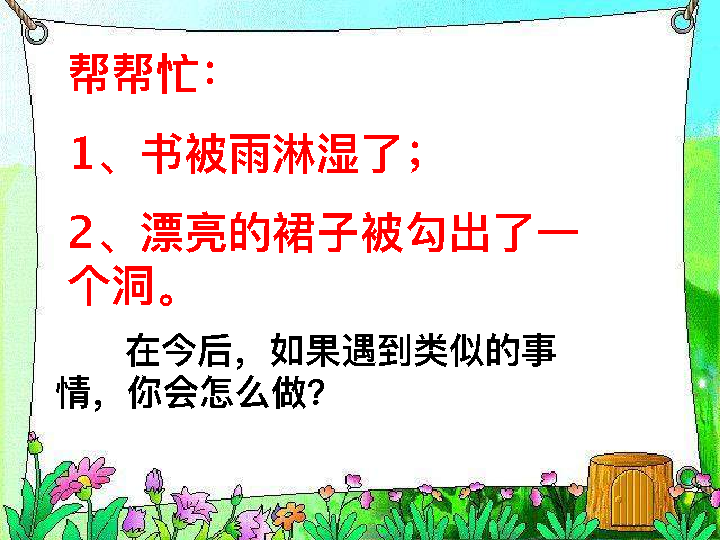 帮帮忙：
1、书被雨淋湿了；
2、漂亮的裙子被勾出了一
个洞。
在今后，如果遇到类似的事
情，你会怎么做？